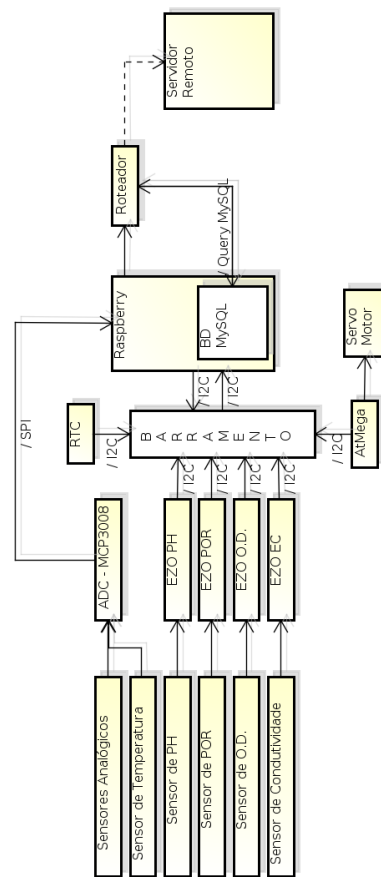 Servidor
Remoto
Roteador
/ Query MySQL
Raspberry
BD
MySQL
Servo
Motor
/ SPI
/ I2C
/ I2C
RTC
/ I2C
B A R R A M E N T O
AtMega
/ I2C
/ I2C
/ I2C
/ I2C
/ I2C
ADC - MCP3008
EZO PH
EZO POR
EZO O.D.
EZO EC
Sensores Analógicos
Sensor de Temperatura
Sensor de PH
Sensor de POR
Sensor de O.D.
Sensor de Condutividade